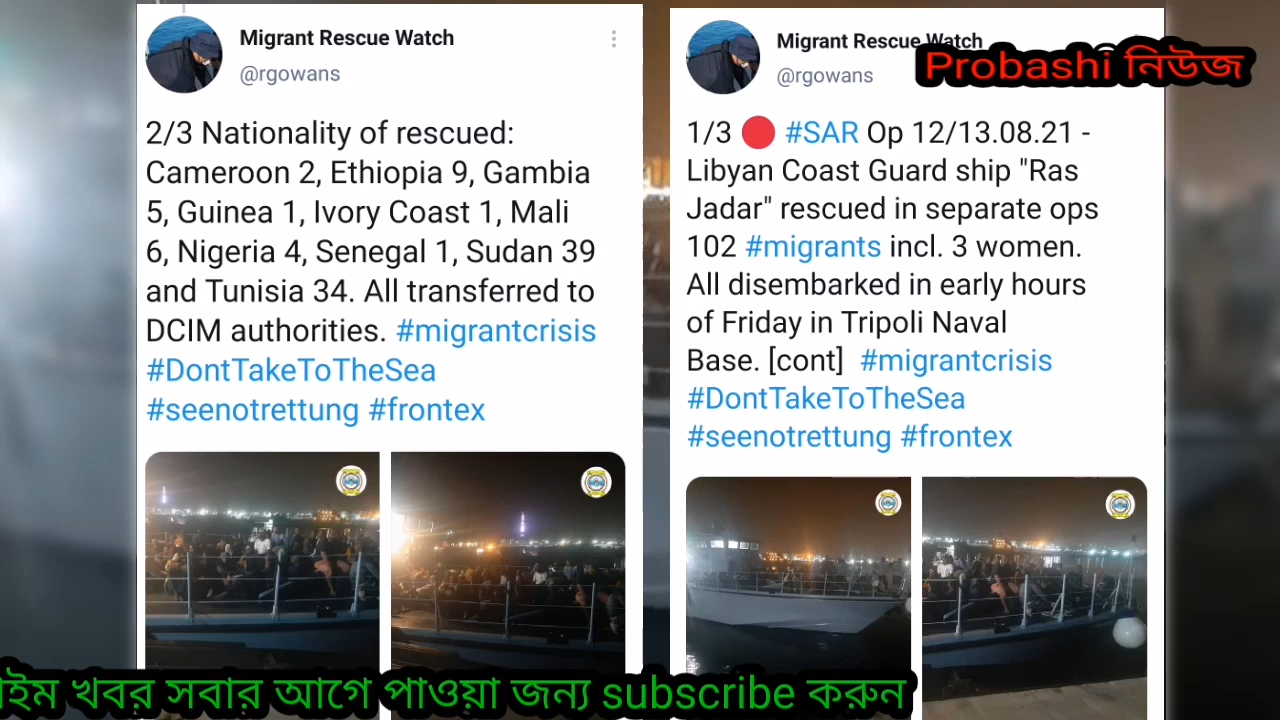 Migrant Rescue Watch
@rgowans
2/3 Nationality of rescued:
Cameroon 2, Ethiopia 9, Gambia
5, Guinea 1, Ivory Coast 1, Mali
6, Nigeria 4, Senegal 1, Sudan 39
and Tunisia 34. All transferred to
DCIM authorities. #migrantcrisis
#DontTakeToTheSea
#seenotrettung #frontex
Migrant Rescue Watch
@rgowans
1/3 🔴 #SAR Op 12/13.08.21 -
Libyan Coast Guard ship "Ras
Jadar" rescued in separate ops
102 #migrants incl. 3 women.
All disembarked in early hours
of Friday in Tripoli Naval
Base. [cont] #migrantcrisis
#DontTakeToTheSea
#seenotrettung #frontex
Probashi নিউজ
খবর সবার আগে পাওয়া জন্য subscribe করুন